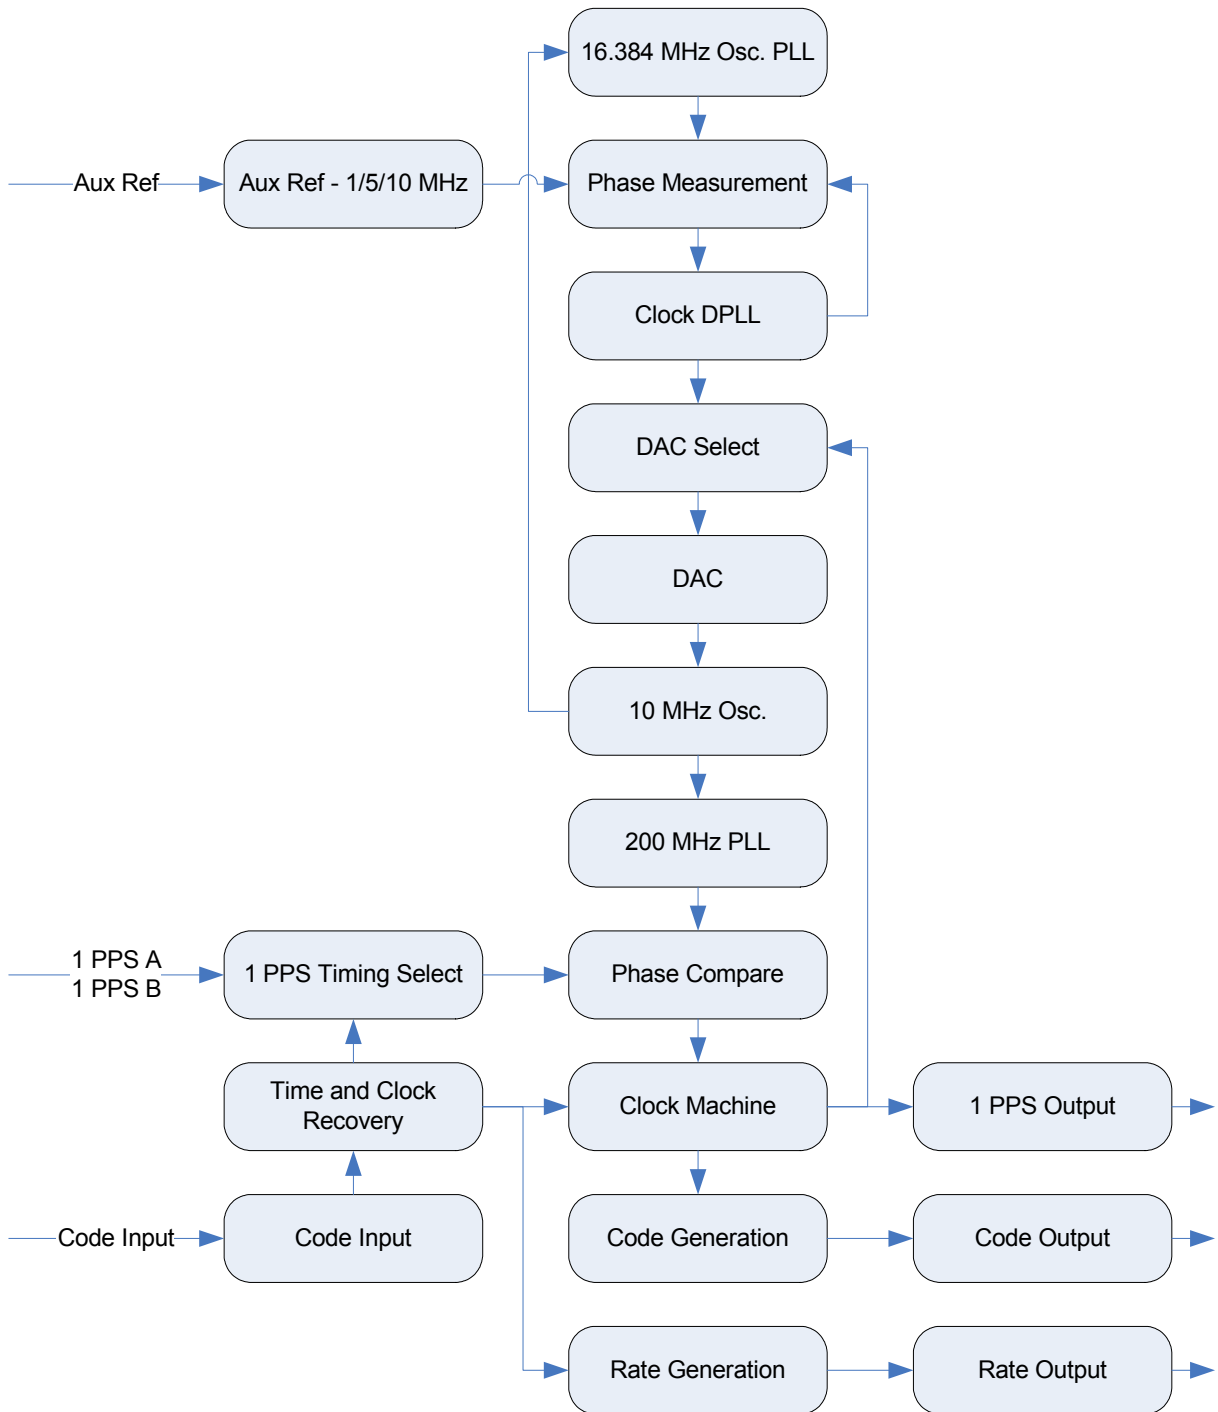 16.384 MHz Osc. PLL
Aux Ref
Aux Ref - 1/5/10 MHz
Phase Measurement
Clock DPLL
DAC Select
DAC
10 MHz Osc.
200 MHz PLL
1 PPS A
1 PPS B
1 PPS Timing Select
Phase Compare
Time and Clock
Recovery
Clock Machine
1 PPS Output
Code Input
Code Input
Code Generation
Code Output
Rate Generation
Rate Output